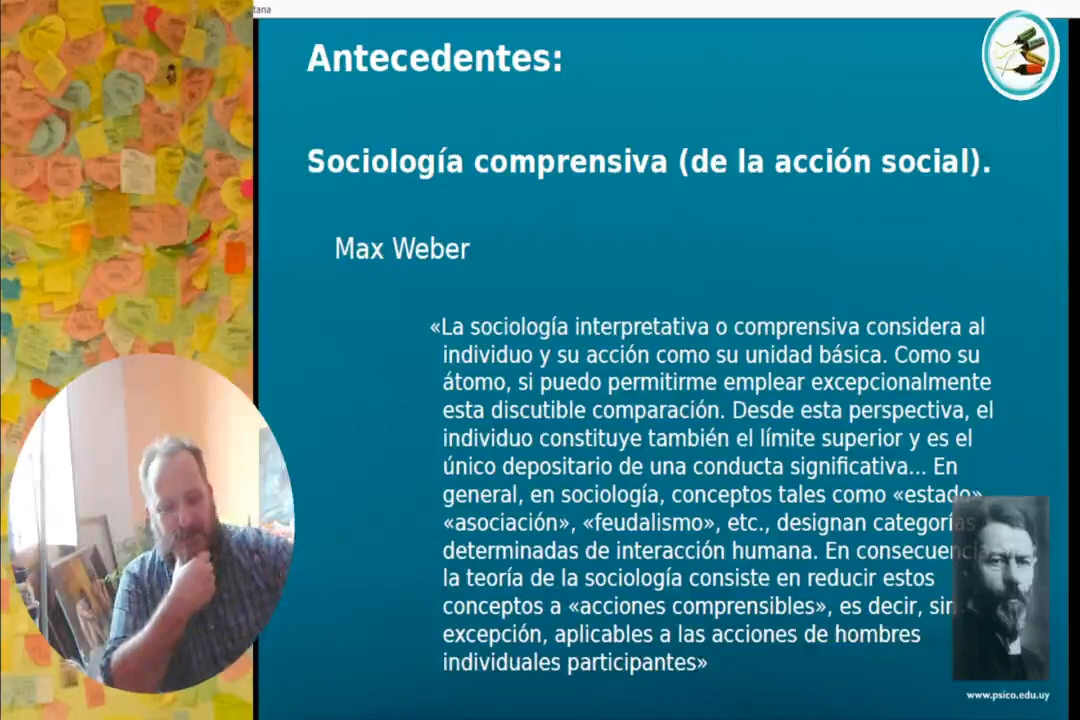 tana
Antecedentes:
Sociología comprensiva (de la acción social).
Max Weber
«La sociología interpretativa o comprensiva considera al
individuo y su acción como su unidad básica. Como su
átomo, si puedo permitirme emplear excepcionalmente
esta discutible comparación. Desde esta perspectiva, el
individuo constituye también el límite superior y es el
único depositario de una conducta significativa... En
general, en sociología, conceptos tales como «estado»,
«asociación», «feudalismo», etc., designan categorías
determinadas de interacción humana. En consecuencia
la teoría de la sociología consiste en reducir estos
conceptos a «acciones comprensibles», es decir, sin
excepción, aplicables a las acciones de hombres
individuales participantes»
www.psico.edu.uy